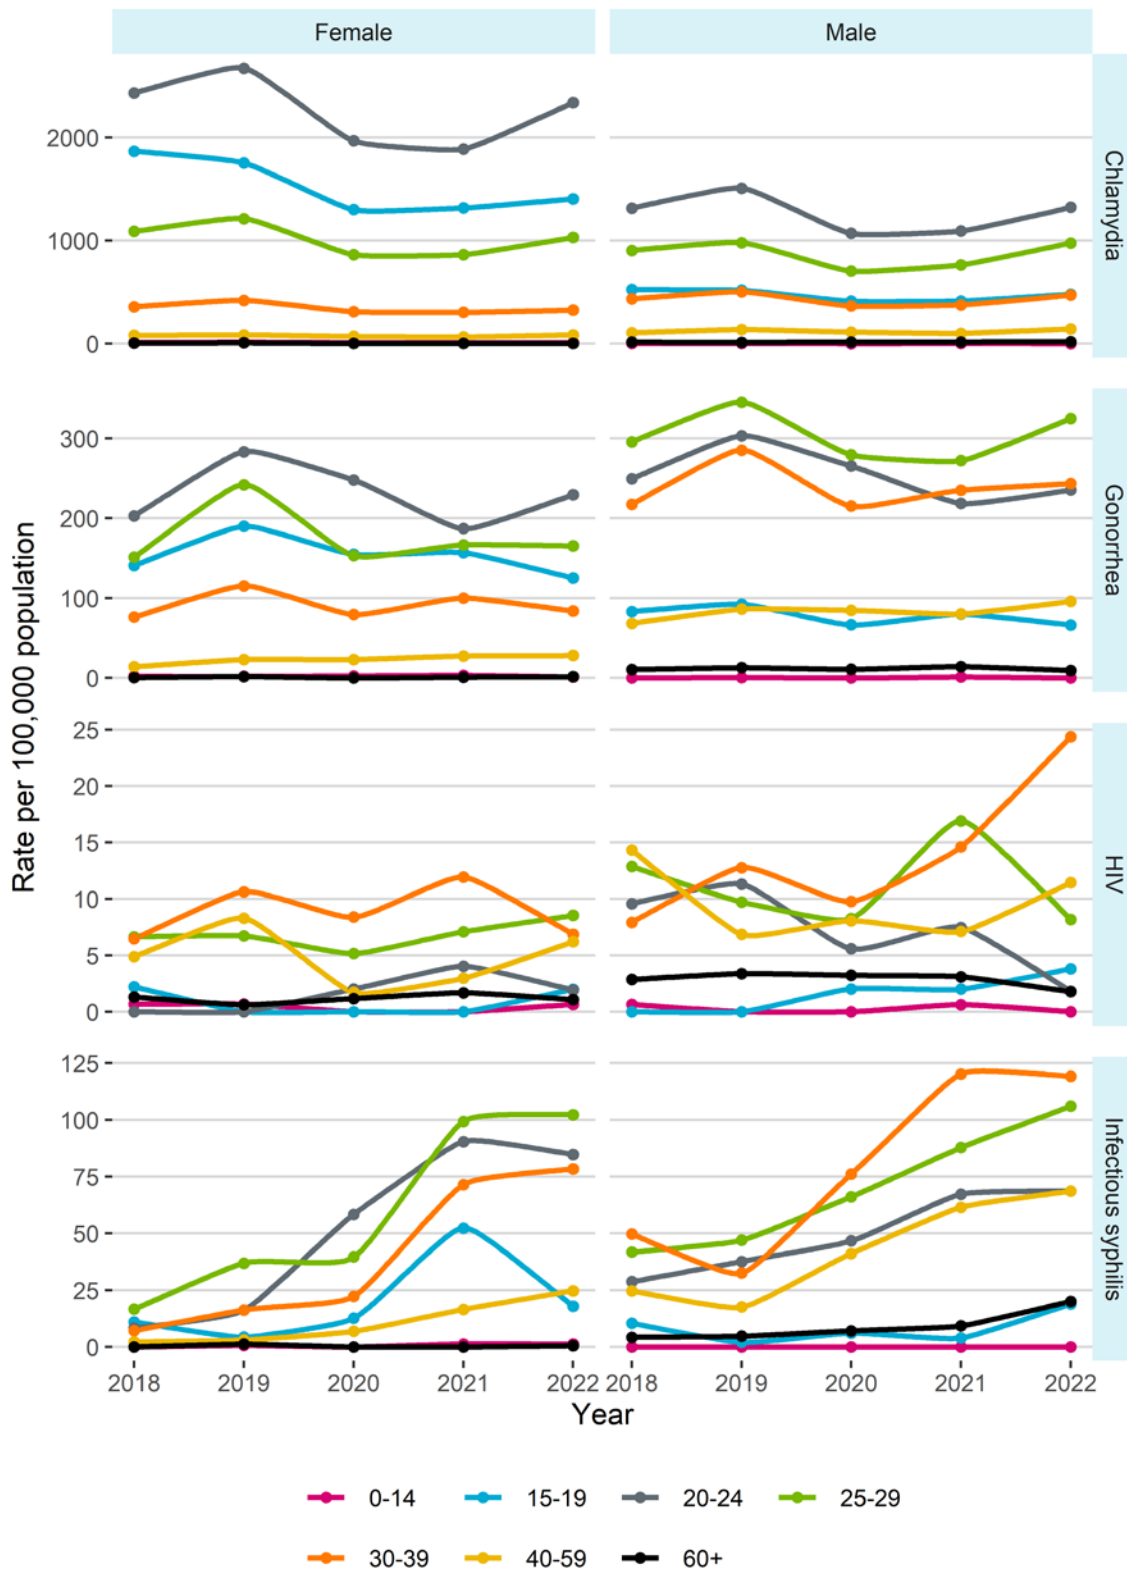 Female Male
2000
1000
0
Chlamydia
300
200
100
0
Gonorrhea
25
20
15
10
5
0
HIV
125
100
75
50
25
0
Infectious syphilis
Rate per 100,000 population
2018 2019 2020 2021 2022 2018 2019 2020 2021 2022
Year
0-14 15-19 20-24 25-29
30-39 40-59 60+